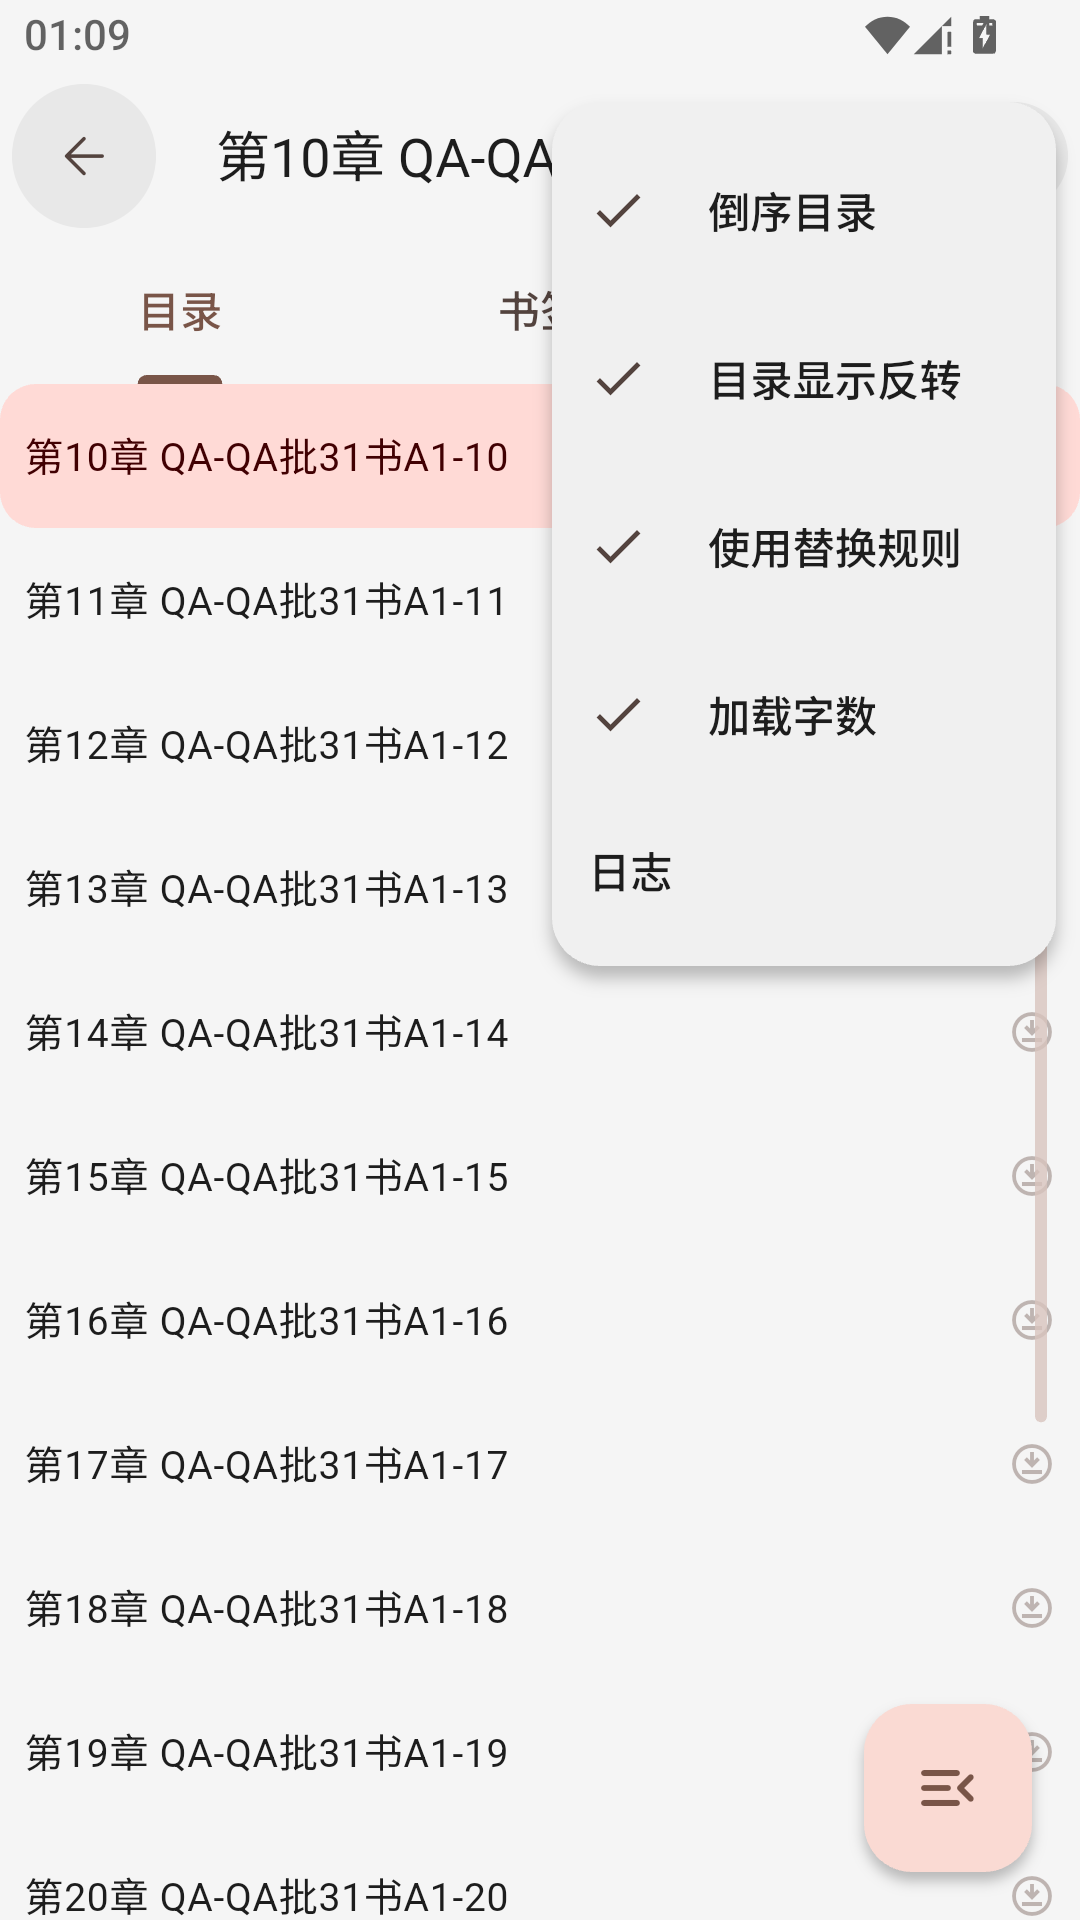 01:09
第10章 QA-QA
目录
书
倒序目录
目录显示反转
使用替换规则
加载字数
日志
第10章 QA-QA批31书A1-10
第11章 QA-QA批31书A1-11
第12章 QA-QA批31书A1-12
第13章 QA-QA批31书A1-13
第14章 QA-QA批31书A1-14
第15章 QA-QA批31书A1-15
第16章 QA-QA批31书A1-16
第17章 QA-QA批31书A1-17
第18章 QA-QA批31书A1-18
第19章 QA-QA批31书A1-19
第20章 QA-QA批31书A1-20